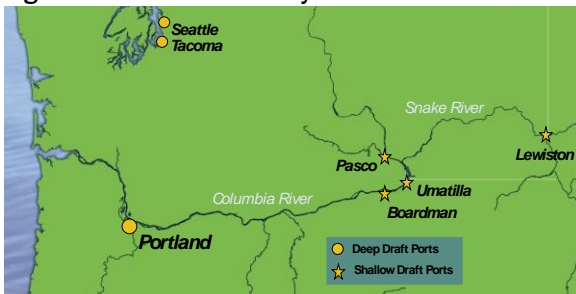 Seattle
Tacoma
Snake River
Pasco
Lewiston
Umatilla
Columbia River
Boardman
Portland
Deep Draft Ports
Shallow Draft Ports